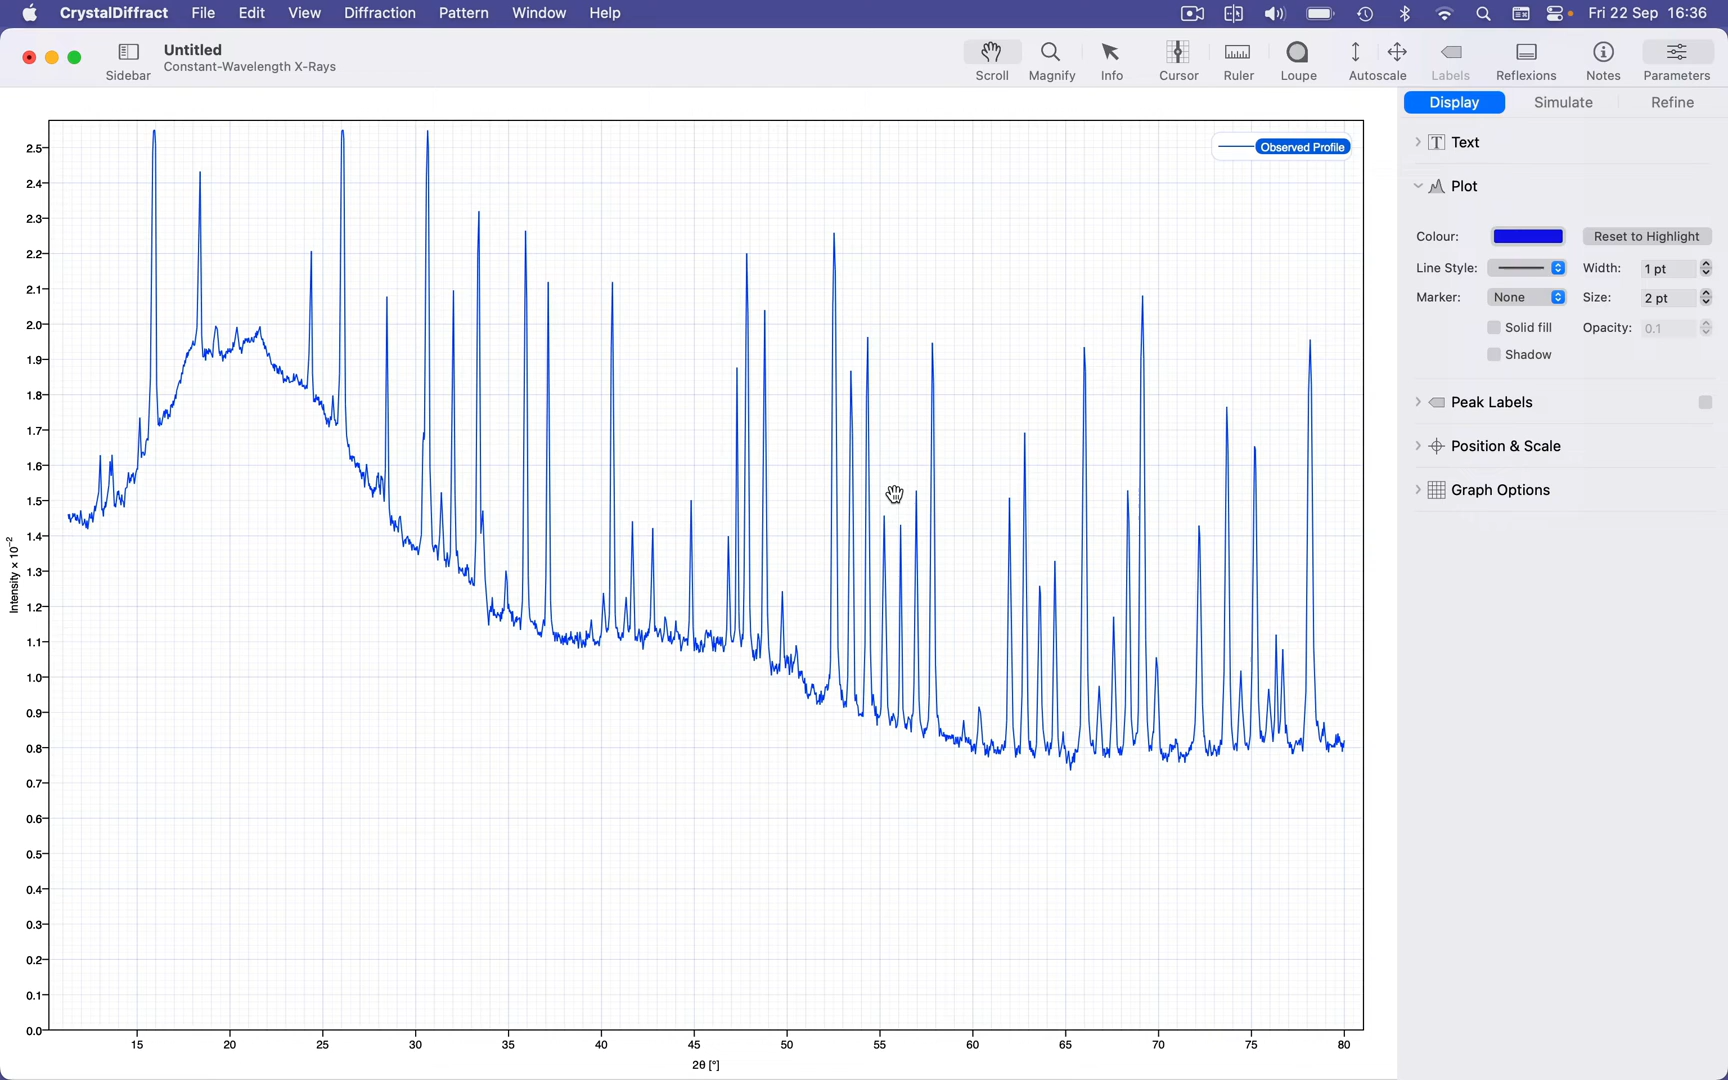 CrystalDiffract File Edit View Diffraction Pattern Window Help Fri 22 Sep 16:36
Untitled
Constant-Wavelength X-Rays
Sidebar
Scroll Magnify Info Cursor Ruler Loupe Autoscale Labels Reflexions Notes Parameters
Display Simulate Refine
Observed Profile
T Text
Plot
Colour: Reset to Highlight
Line Style: Width: 1 pt
Marker: None Size: 2 pt
Solid fill Opacity: 0.1
Shadow
Peak Labels
Position & Scale
Graph Options
Intensity × 10⁻²
2.5
2.4
2.3
2.2
2.1
2.0
1.9
1.8
1.7
1.6
1.5
1.4
1.3
1.2
1.1
1.0
0.9
0.8
0.7
0.6
0.5
0.4
0.3
0.2
0.1
0.0
15 20 25 30 35 40 45 50 55 60 65 70 75 80
2θ [°]